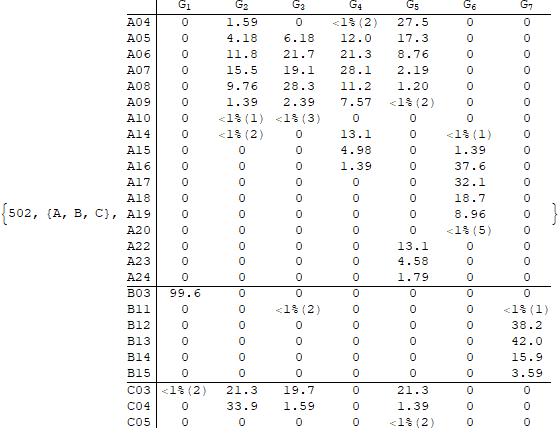 G1 G2 G3 G4 G5 G6 G7
A04 0 1.59 0 <1%(2) 27.5 0 0
A05 0 4.18 6.18 12.0 17.3 0 0
A06 0 11.8 21.7 21.3 8.76 0 0
A07 0 15.5 19.1 28.1 2.19 0 0
A08 0 9.76 28.3 11.2 1.20 0 0
A09 0 1.39 2.39 7.57 <1%(2) 0 0
A10 0 <1%(1) <1%(3) 0 0 0 0
A14 0 <1%(2) 0 13.1 0 <1%(1) 0
A15 0 0 0 4.98 0 1.39 0
A16 0 0 0 1.39 0 37.6 0
A17 0 0 0 0 0 32.1 0
A18 0 0 0 0 0 18.7 0
{502, {A, B, C}, A19 0 0 0 0 0 8.96 0 }
A20 0 0 0 0 0 <1%(5) 0
A22 0 0 0 0 13.1 0 0
A23 0 0 0 0 4.58 0 0
A24 0 0 0 0 1.79 0 0
B03 99.6 0 0 0 0 0 0
B11 0 0 <1%(2) 0 0 0 <1%(1)
B12 0 0 0 0 0 0 38.2
B13 0 0 0 0 0 0 42.0
B14 0 0 0 0 0 0 15.9
B15 0 0 0 0 0 0 3.59
C03 <1%(2) 21.3 19.7 0 21.3 0 0
C04 0 33.9 1.59 0 1.39 0 0
C05 0 0 0 0 <1%(2) 0 0